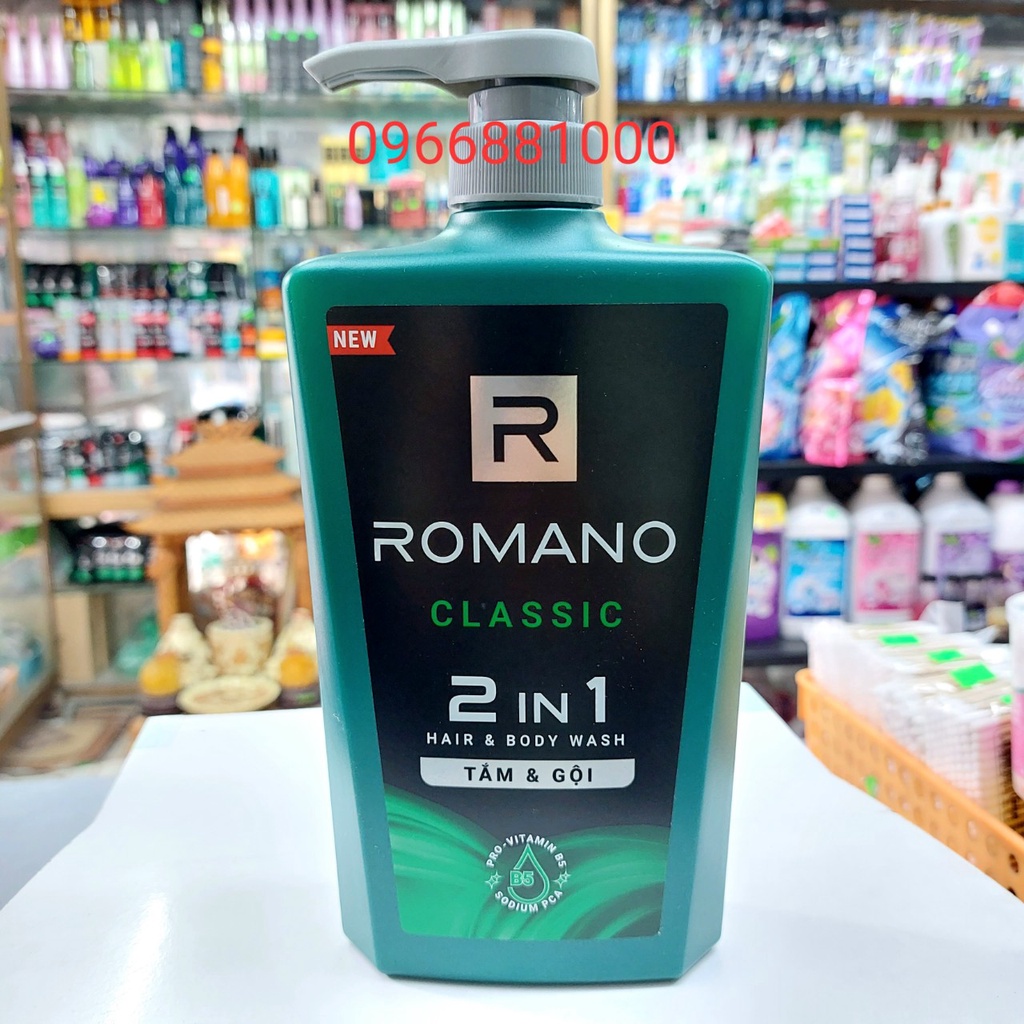 0966881000
NEW
R
ROMANO
CLASSIC
2 IN 1
HAIR & BODY WASH
TẮM & GỘI
PRO-VITAMIN B5
B5
SODIUM PCA